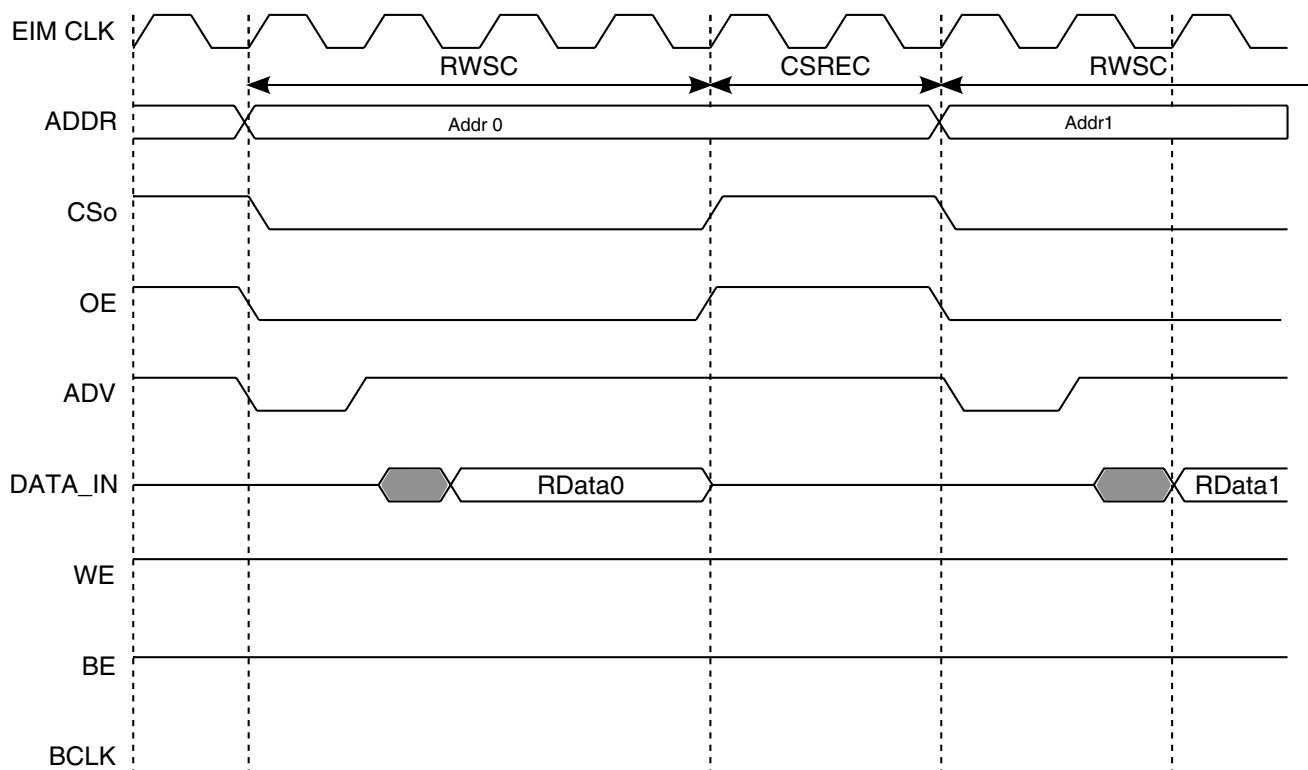 EIM CLK
RWSC
CSREC
RWSC
ADDR
Addr 0
Addr1
CSo
OE
ADV
DATA_IN
RData0
RData1
WE
BE
BCLK